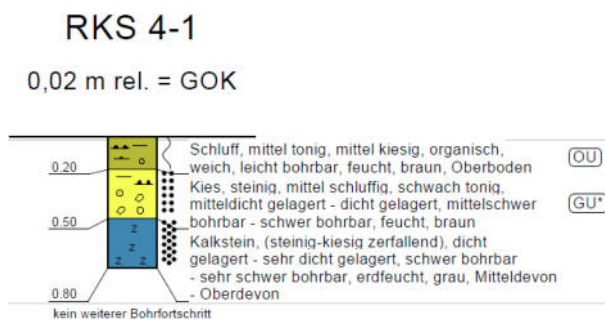 RKS 4-1
0,02 m rel. = GOK
Schluff, mittel tonig, mittel kiesig, organisch,
weich, leicht bohrbar, feucht, braun, Oberboden
OU
0.20
Kies, steinig, mittel schluffig, schwach tonig,
mitteldicht gelagert - dicht gelagert, mittelschwer
bohrbar - schwer bohrbar, feucht, braun
GU*
0.50
Kalkstein, (steinig-kiesig zerfallend), dicht
gelagert - sehr dicht gelagert, schwer bohrbar
- sehr schwer bohrbar, erdfeucht, grau, Mitteldevon
- Oberdevon
z
z
z z
0.80
kein weiterer Bohrfortschritt